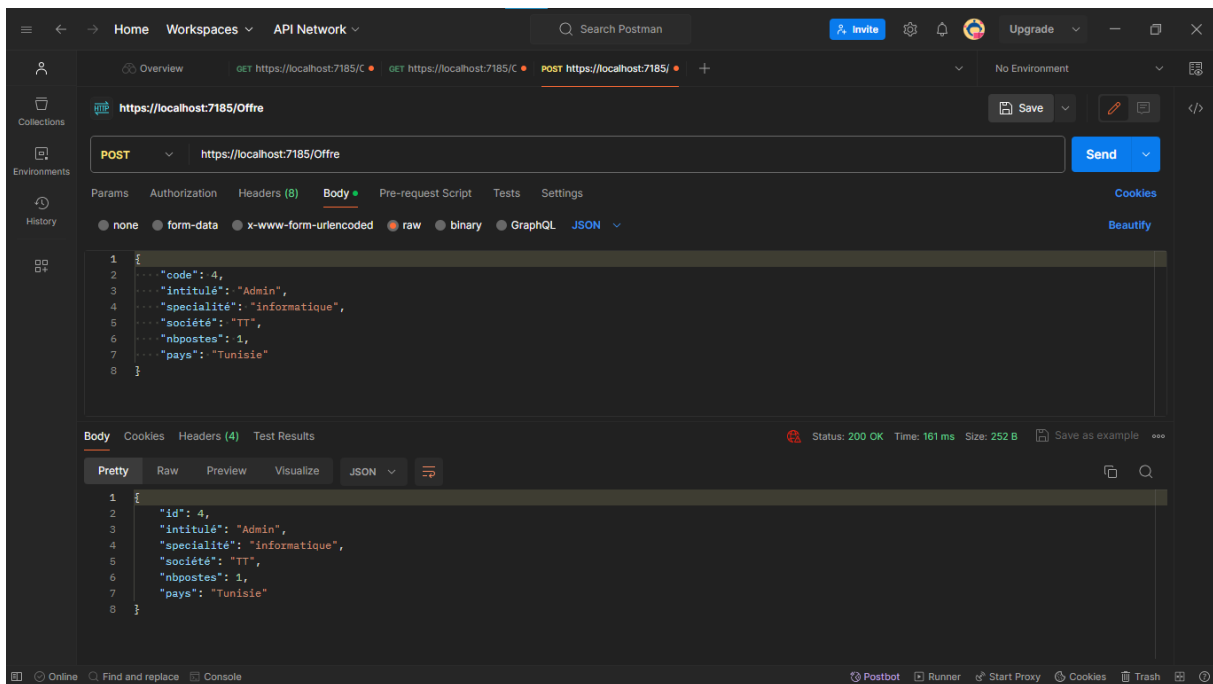 Home Workspaces API Network Search Postman Invite Upgrade
Overview GET https://localhost:7185/C GET https://localhost:7185/C POST https://localhost:7185/ No Environment
HTTP https://localhost:7185/Offre Save
Collections
POST https://localhost:7185/Offre Send
Environments
Params Authorization Headers (8) Body Pre-request Script Tests Settings Cookies
History
none form-data x-www-form-urlencoded raw binary GraphQL JSON Beautify
1 {
2 "code": 4,
3 "intitulé": "Admin",
4 "specialité": "informatique",
5 "société": "TT",
6 "nbpostes": 1,
7 "pays": "Tunisie"
8 }
Body Cookies Headers (4) Test Results Status: 200 OK Time: 161 ms Size: 252 B Save as example
Pretty Raw Preview Visualize JSON
1 {
2 "id": 4,
3 "intitulé": "Admin",
4 "specialité": "informatique",
5 "société": "TT",
6 "nbpostes": 1,
7 "pays": "Tunisie"
8 }
Online Find and replace Console Postbot Runner Start Proxy Cookies Trash